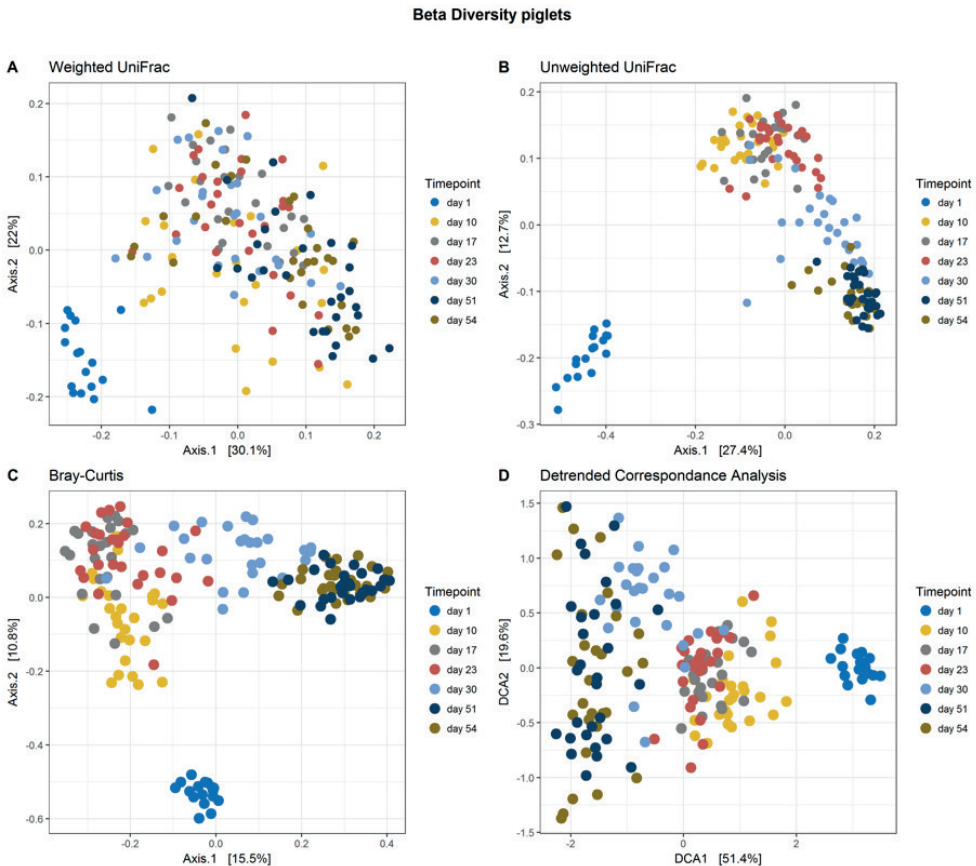 Beta Diversity piglets
A Weighted UniFrac
0.2
0.1
0.0
-0.1
-0.2
Axis.2 [22%]
-0.2
-0.1
0.0
0.1
0.2
Axis.1 [30.1%]
Timepoint
day 1
day 10
day 17
day 23
day 30
day 51
day 54
B Unweighted UniFrac
0.2
0.1
0.0
-0.1
-0.2
-0.3
Axis.2 [12.7%]
-0.4
-0.2
0.0
0.2
Axis.1 [27.4%]
Timepoint
day 1
day 10
day 17
day 23
day 30
day 51
day 54
C Bray-Curtis
0.2
0.0
-0.2
-0.4
-0.6
Axis.2 [10.8%]
-0.2
0.0
0.2
0.4
Axis.1 [15.5%]
Timepoint
day 1
day 10
day 17
day 23
day 30
day 51
day 54
D Detrended Correspondance Analysis
1.5
1.0
0.5
0.0
-0.5
-1.0
-1.5
DCA2 [19.6%]
-2
0
2
DCA1 [51.4%]
Timepoint
day 1
day 10
day 17
day 23
day 30
day 51
day 54